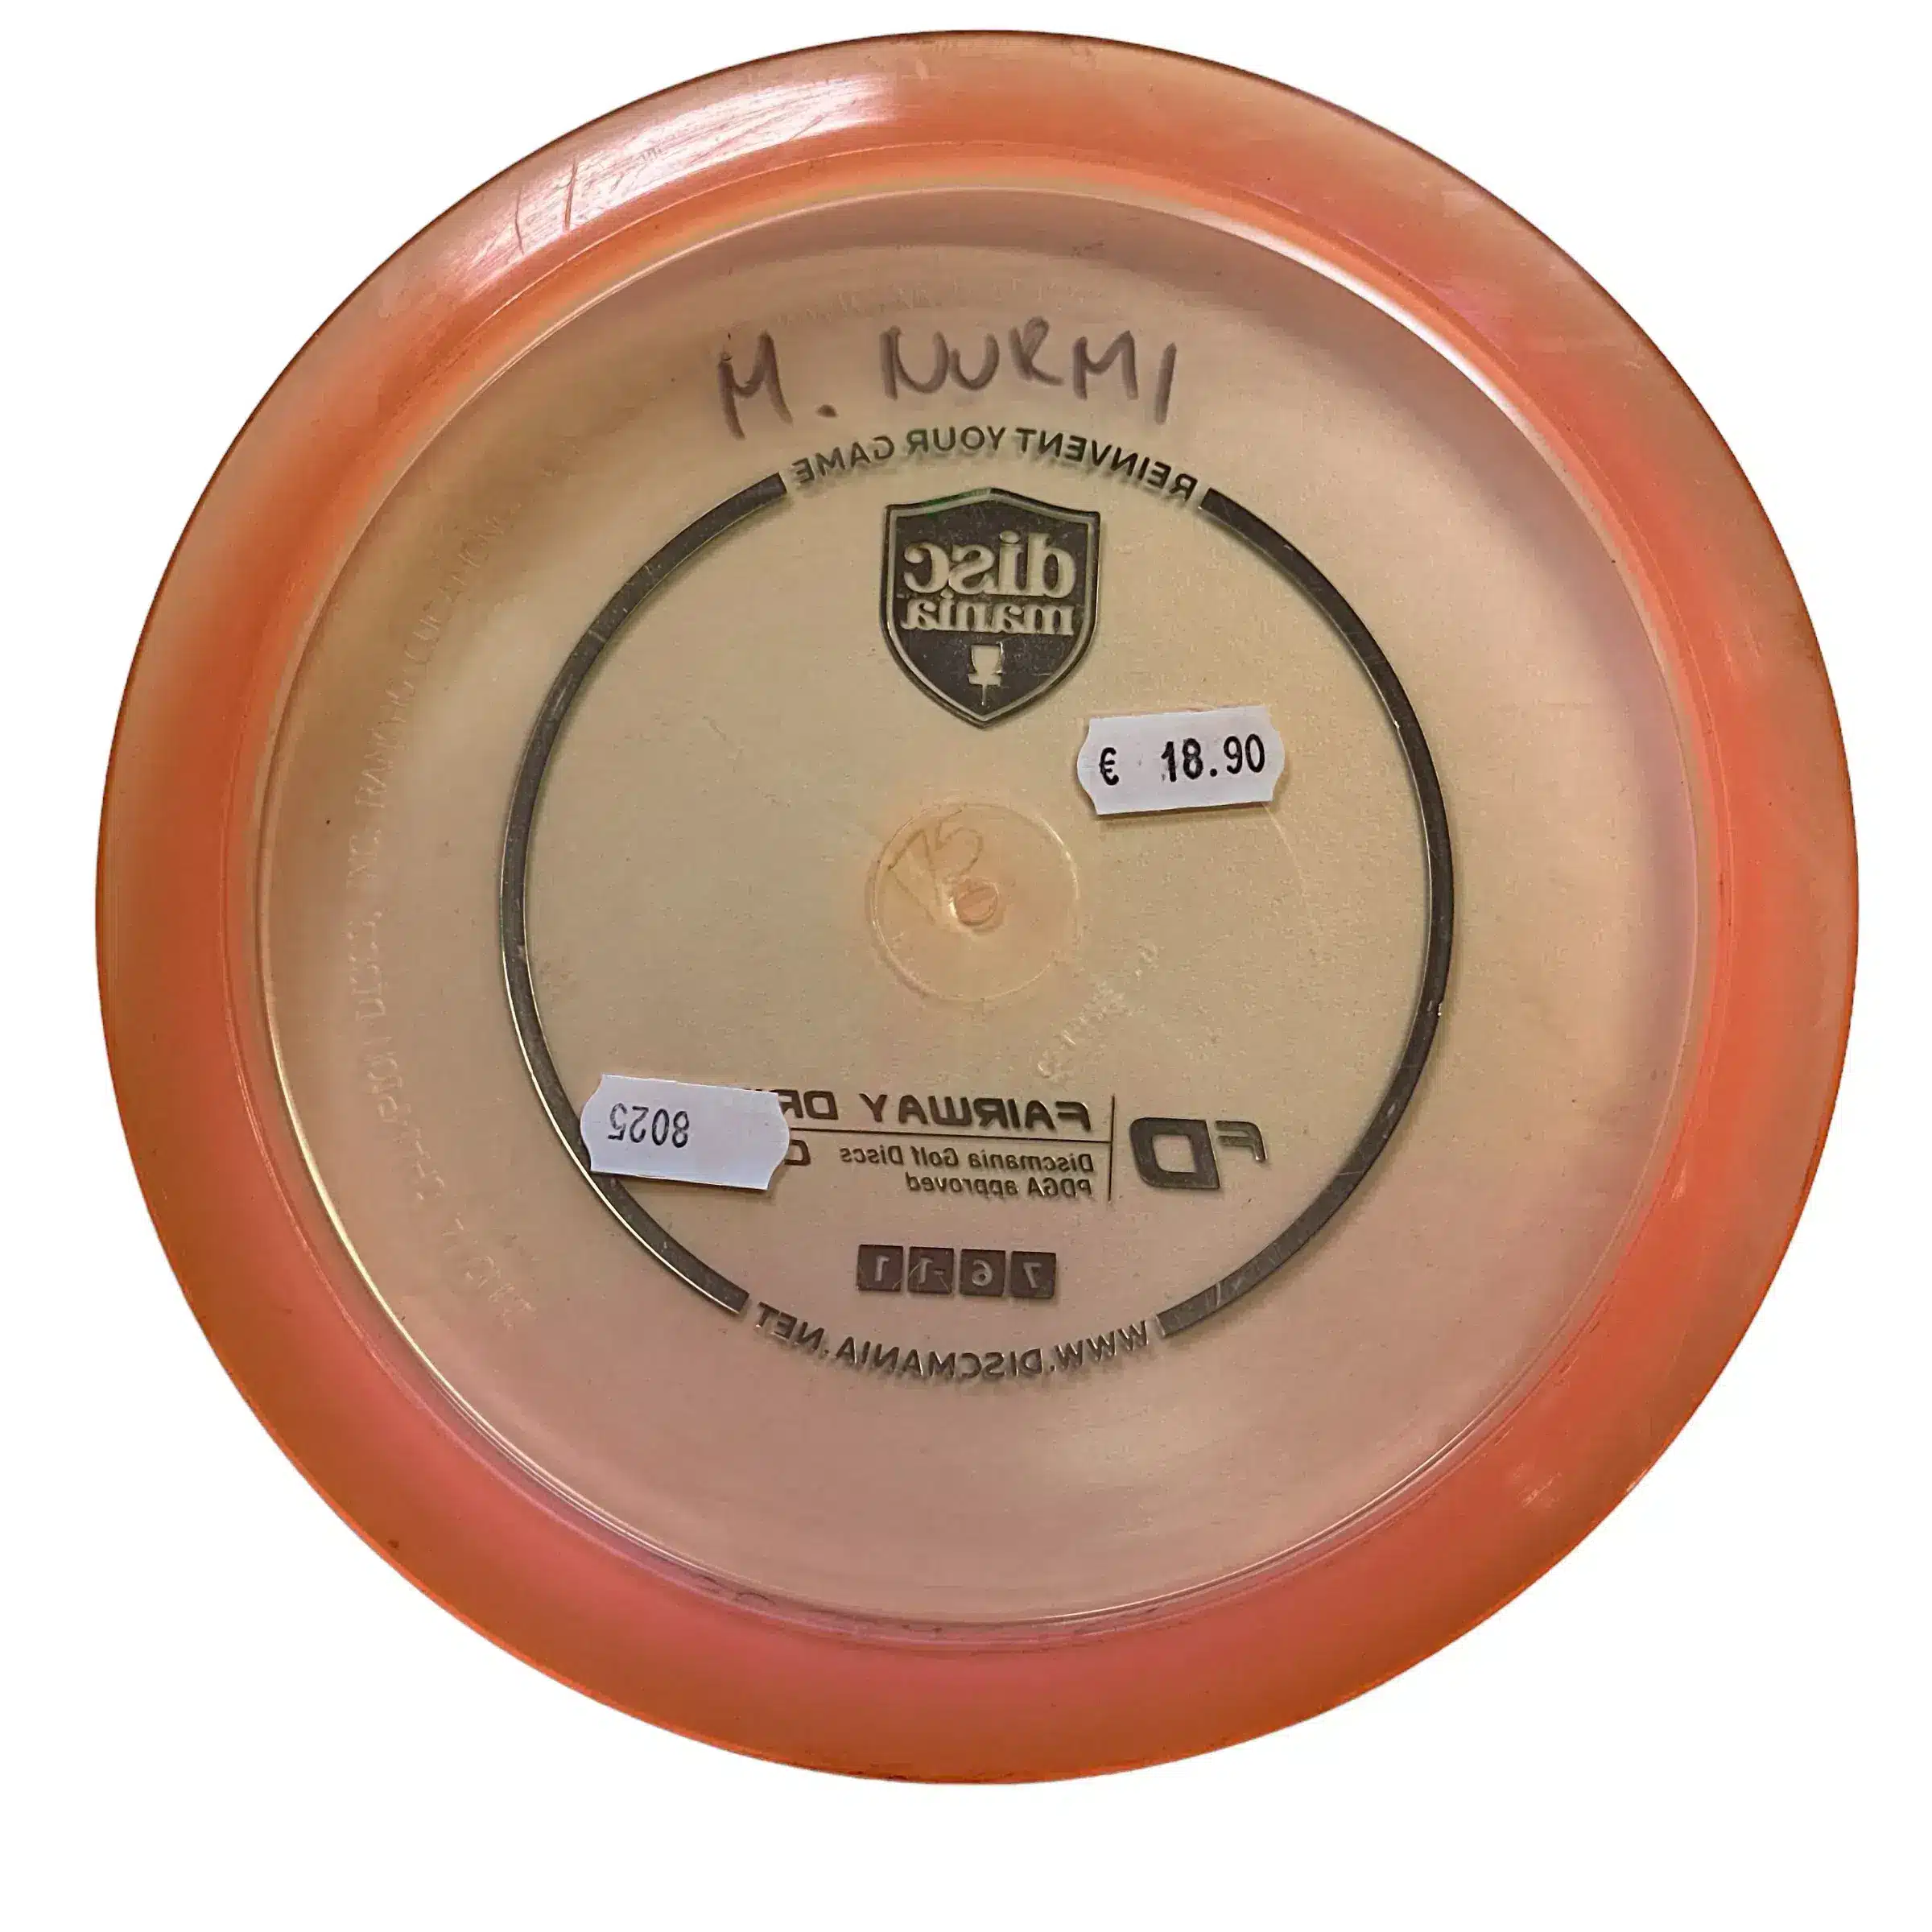 M. NURMI
REINVENT YOUR GAME
disc
mania
€ 18.90
175
FD
FAIRWAY
Discmania Golf Discs
PDGA approved
8025
7 6 -1 1
WWW.DISCMANIA.NET